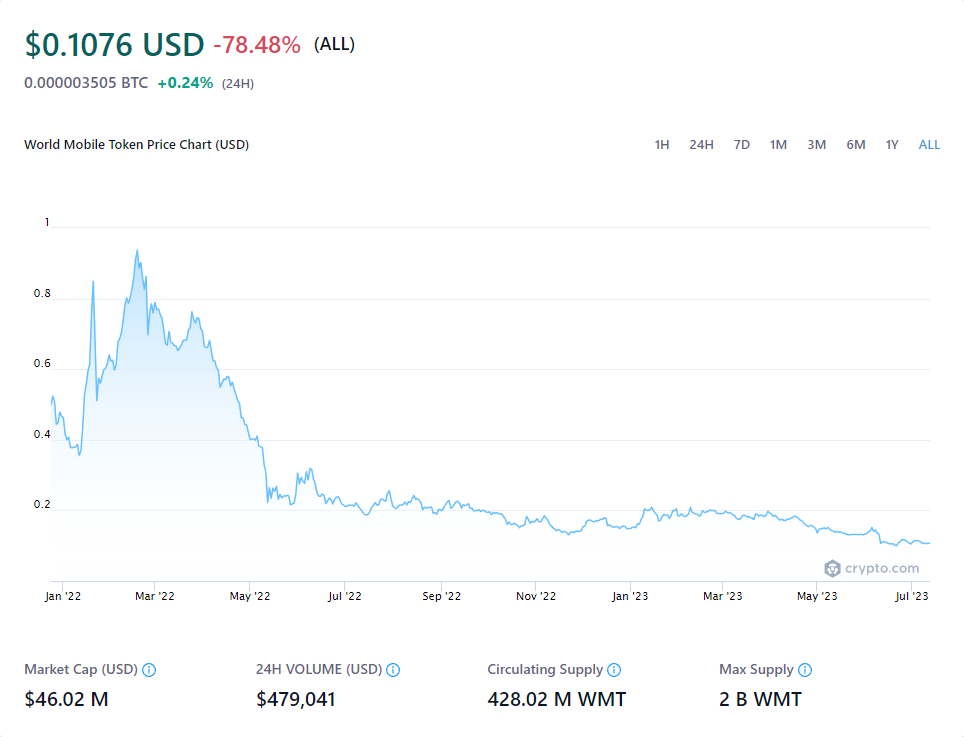 $0.1076 USD -78.48% (ALL)
0.000003505 BTC +0.24% (24H)
World Mobile Token Price Chart (USD) 1H 24H 7D 1M 3M 6M 1Y ALL
1
0.8
0.6
0.4
0.2
crypto.com
Jan '22 Mar '22 May '22 Jul '22 Sep '22 Nov '22 Jan '23 Mar '23 May '23 Jul '23
Market Cap (USD) 24H VOLUME (USD) Circulating Supply Max Supply
$46.02 M $479,041 428.02 M WMT 2 B WMT